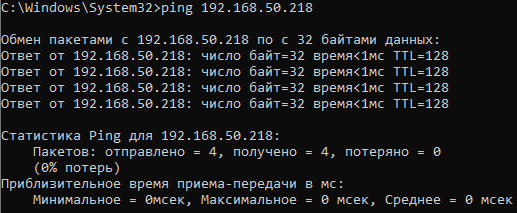 C:\Windows\System32>ping 192.168.50.218
Обмен пакетами с 192.168.50.218 по с 32 байтами данных:
Ответ от 192.168.50.218: число байт=32 время<1мс TTL=128
Ответ от 192.168.50.218: число байт=32 время<1мс TTL=128
Ответ от 192.168.50.218: число байт=32 время<1мс TTL=128
Ответ от 192.168.50.218: число байт=32 время<1мс TTL=128
Статистика Ping для 192.168.50.218:
Пакетов: отправлено = 4, получено = 4, потеряно = 0
(0% потерь)
Приблизительное время приема-передачи в мс:
Минимальное = 0мсек, Максимальное = 0 мсек, Среднее = 0 мсек